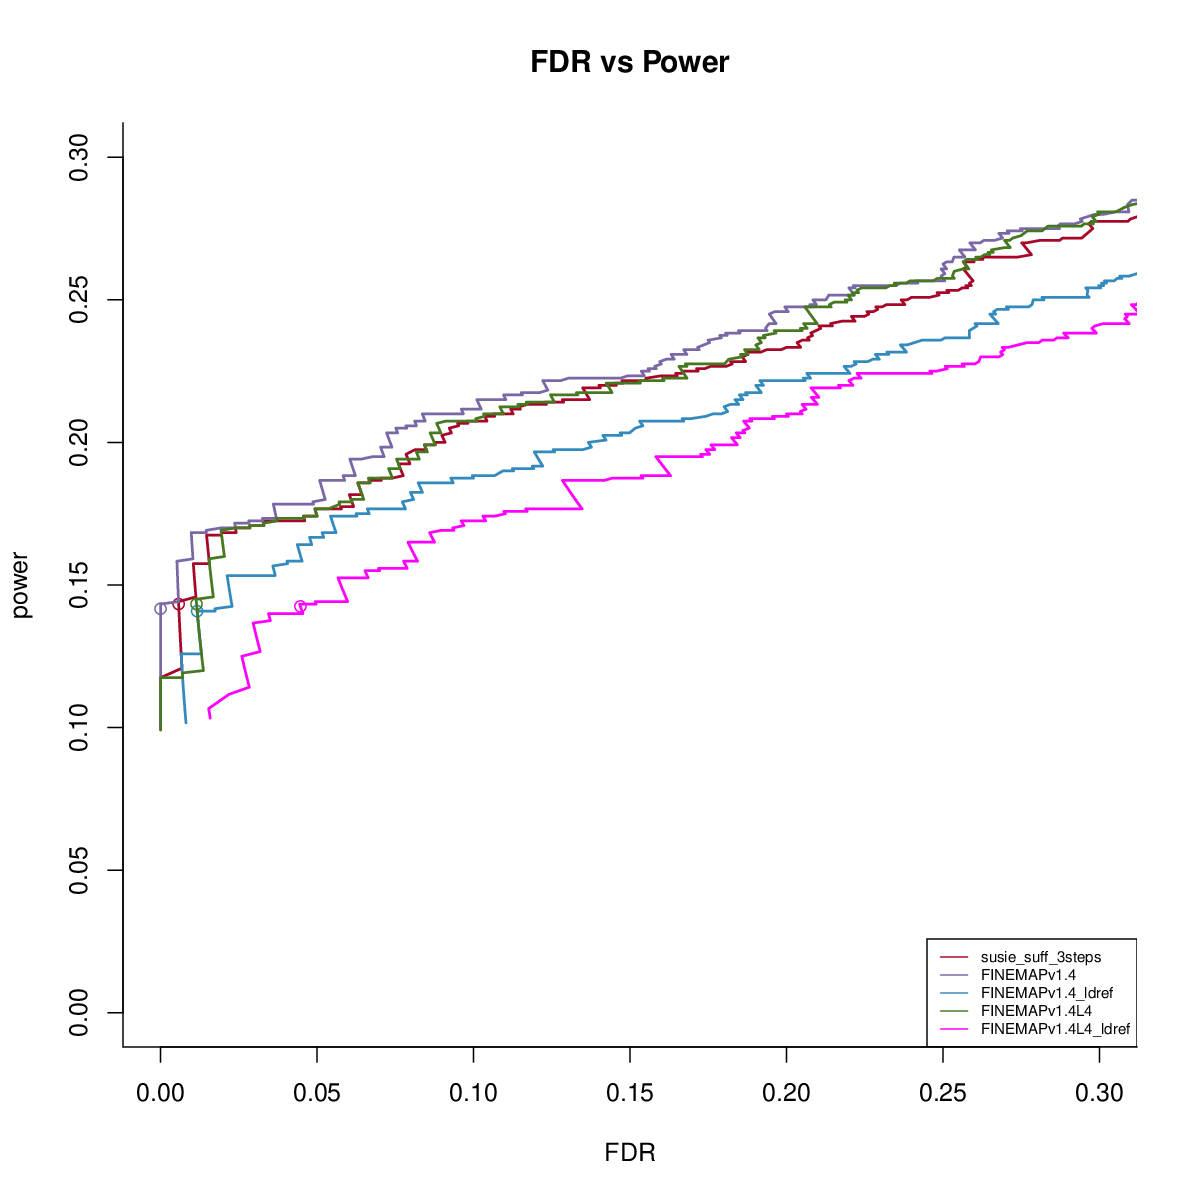 FDR vs Power
power
0.30
0.25
0.20
0.15
0.10
0.05
0.00
susie_suff_3steps
FINEMAPv1.4
FINEMAPv1.4_ldref
FINEMAPv1.4L4
FINEMAPv1.4L4_ldref
0.00 0.05 0.10 0.15 0.20 0.25 0.30
FDR